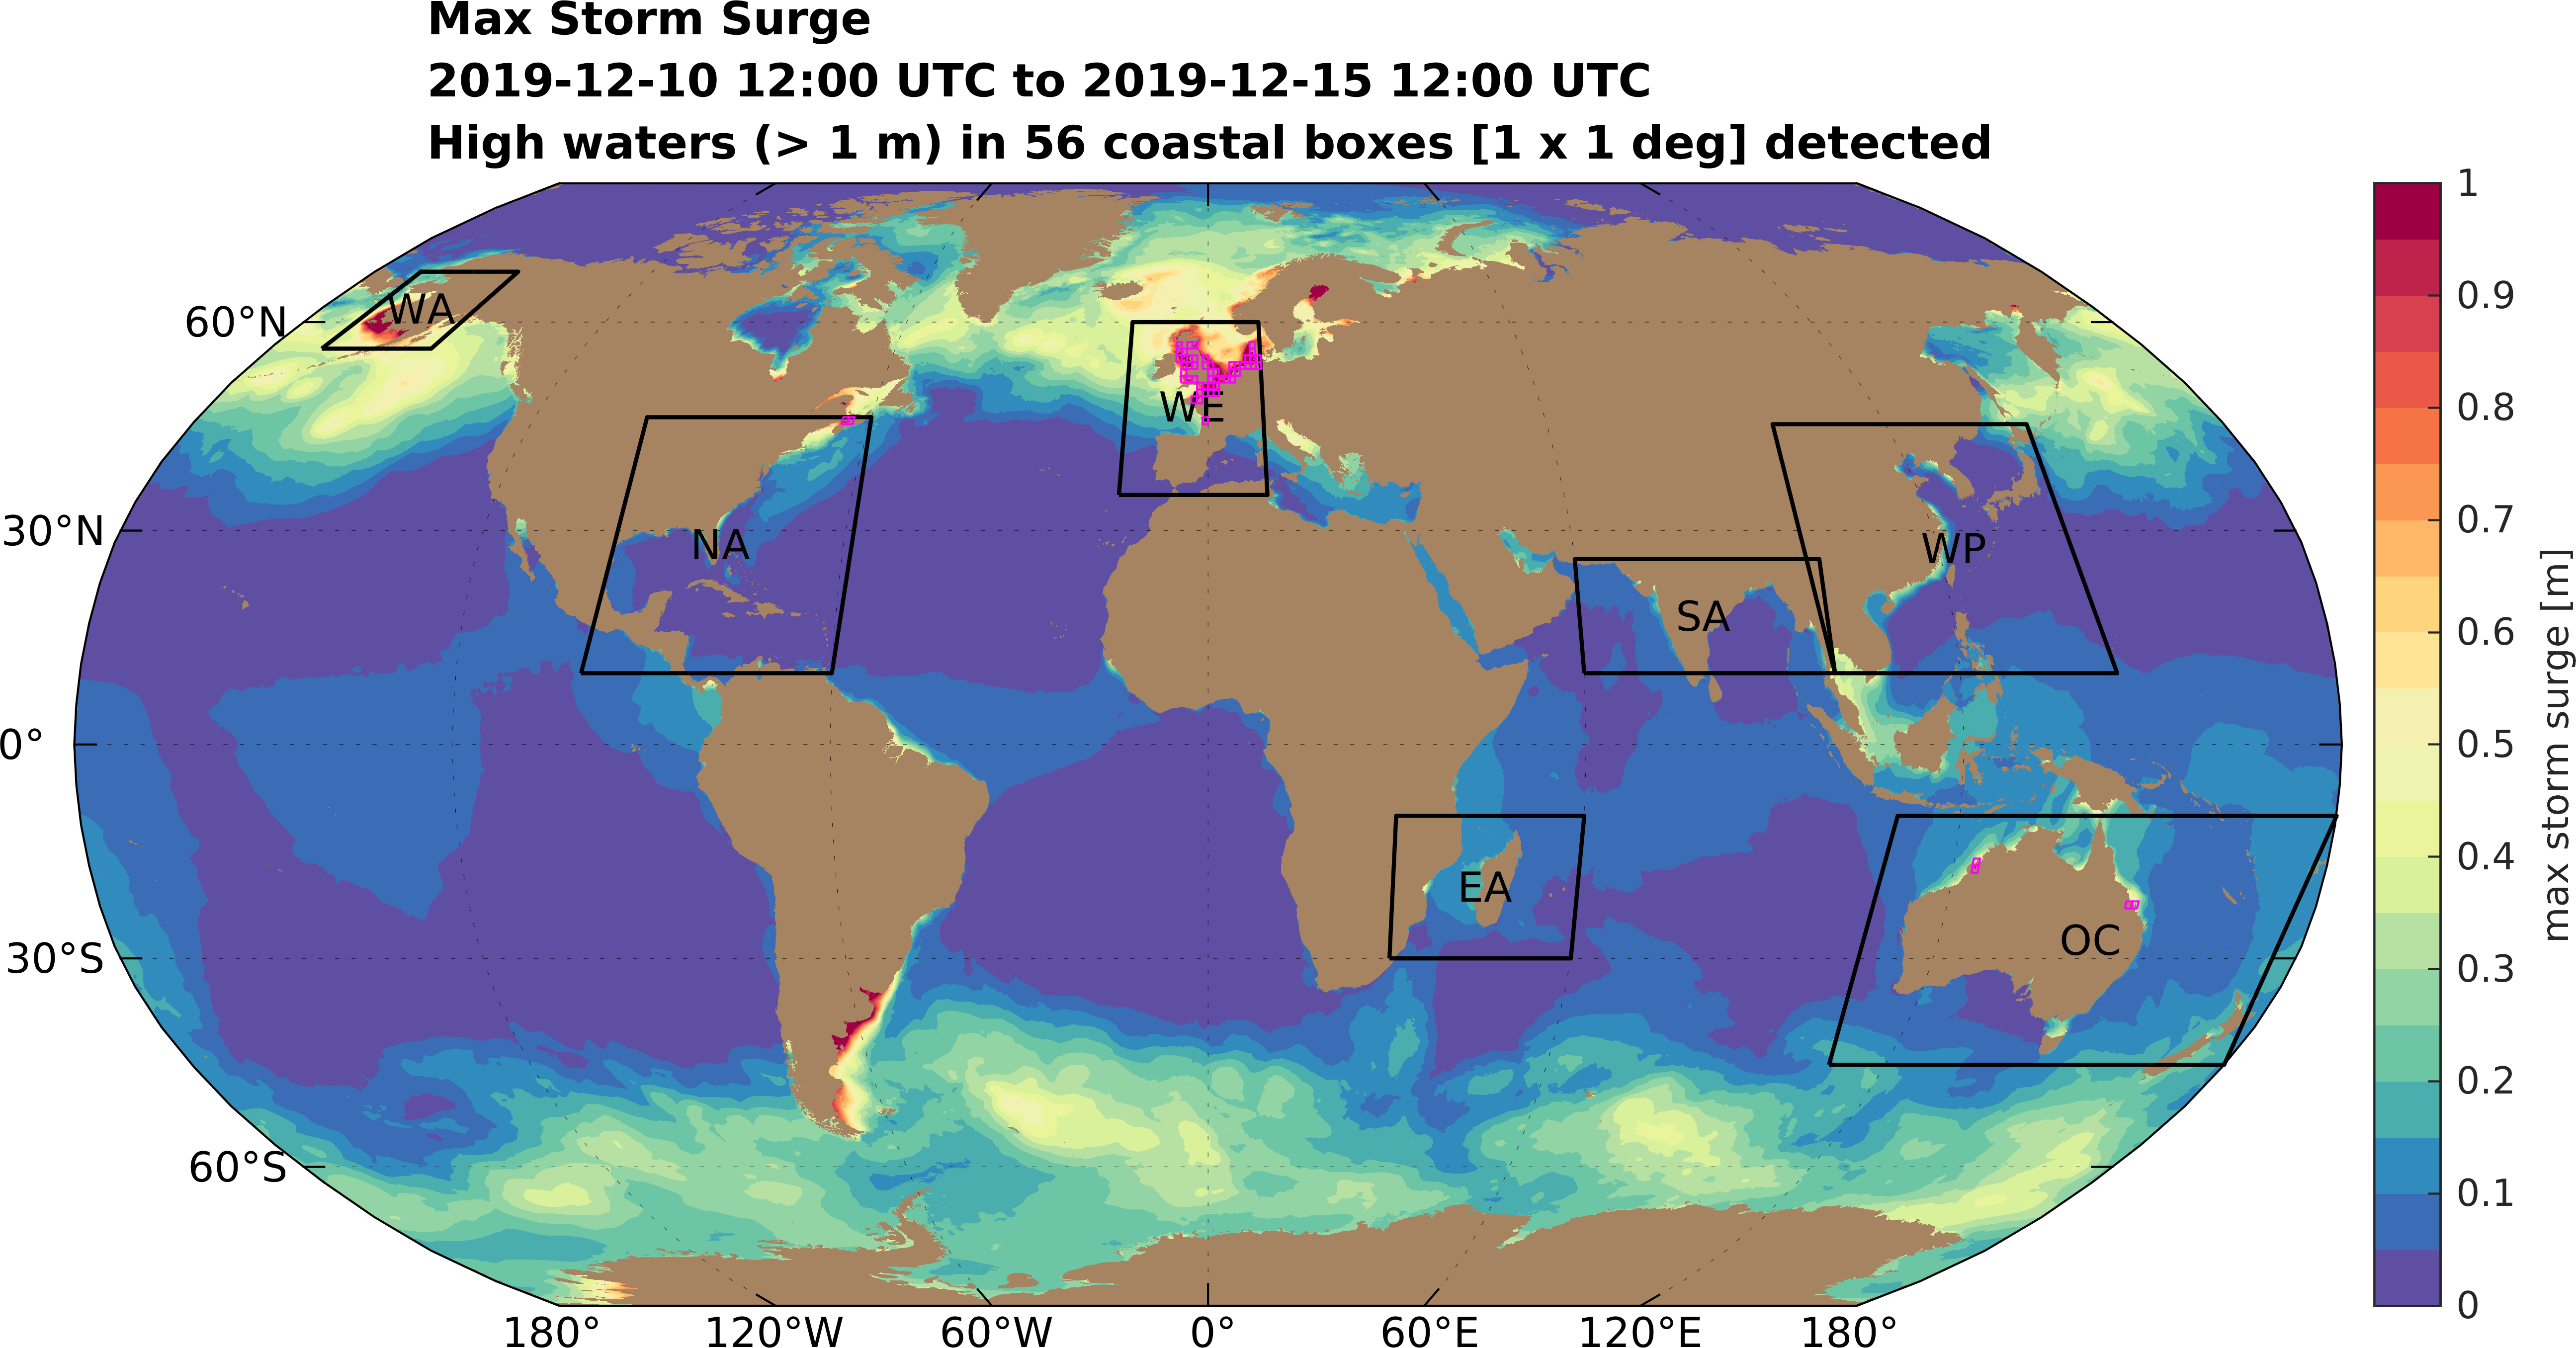 Max Storm Surge
2019-12-10 12:00 UTC to 2019-12-15 12:00 UTC
High waters (> 1 m) in 56 coastal boxes [1 x 1 deg] detected
60°N
30°N
0°
30°S
60°S
WA
WE
NA
WP
SA
EA
OC
180°
120°W
60°W
0°
60°E
120°E
180°
1
0.9
0.8
0.7
0.6
0.5
0.4
0.3
0.2
0.1
0
max storm surge [m]